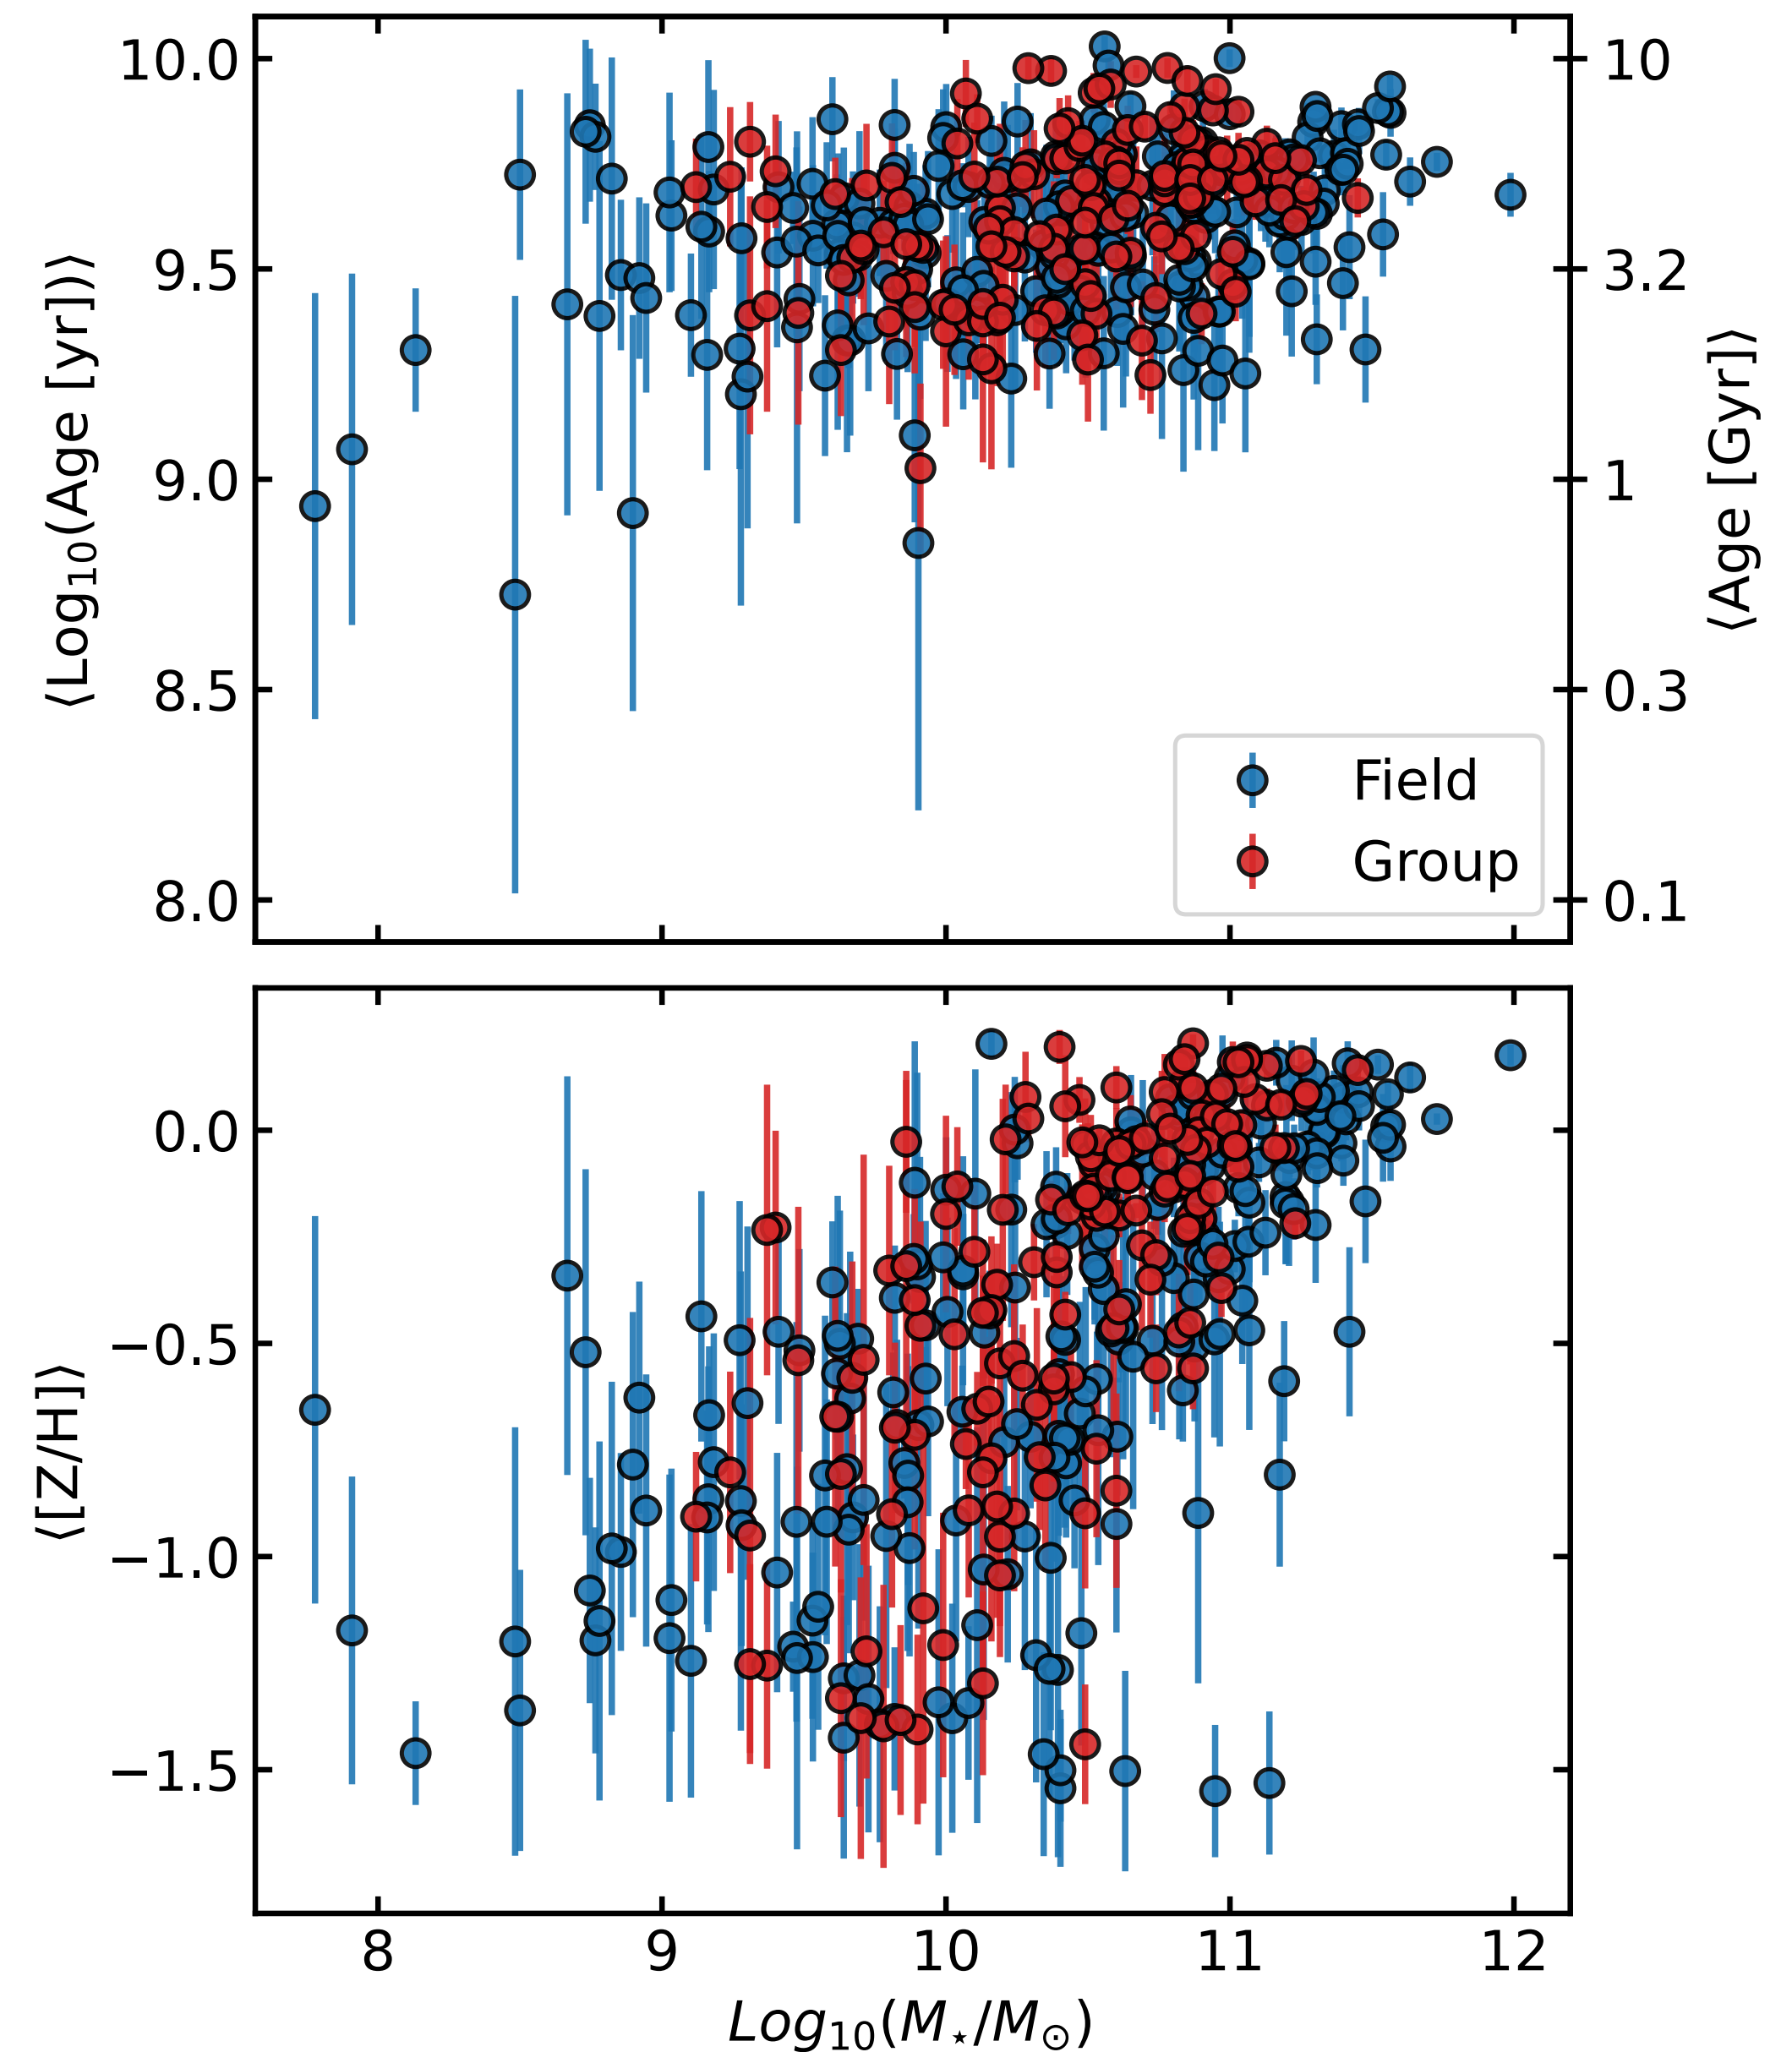 10.0
9.5
9.0
8.5
8.0
⟨Log₁₀(Age [yr])⟩
10
3.2
1
0.3
0.1
⟨Age [Gyr]⟩
Field
Group
0.0
−0.5
−1.0
−1.5
⟨[Z/H]⟩
8 9 10 11 12
Log₁₀(M⋆/M⊙)